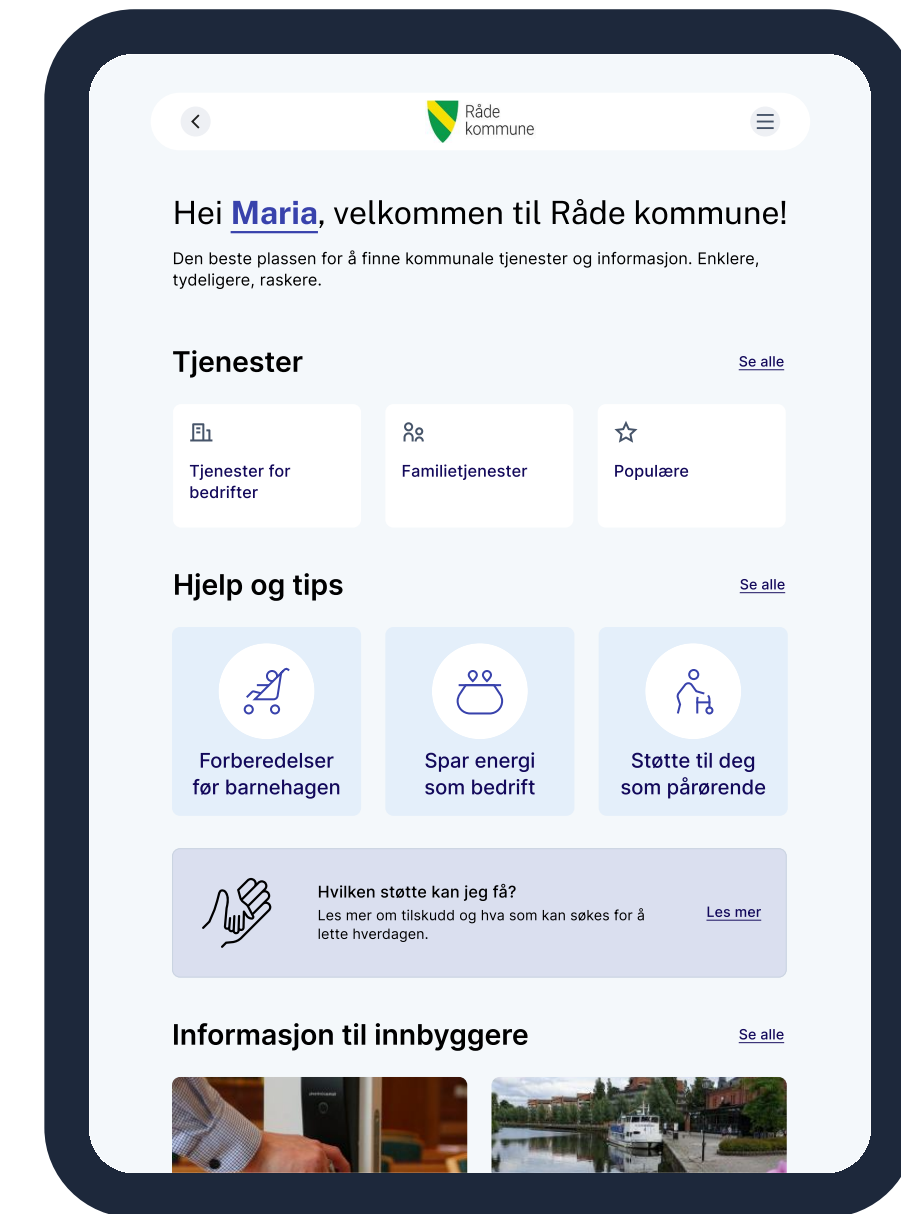 Råde
kommune
Hei Maria, velkommen til Råde kommune!
Den beste plassen for å finne kommunale tjenester og informasjon. Enklere,
tydeligere, raskere.
Tjenester
Se alle
Tjenester for
bedrifter
Familietjenester
Populære
Hjelp og tips
Se alle
Forberedelser
før barnehagen
Spar energi
som bedrift
Støtte til deg
som pårørende
Hvilken støtte kan jeg få?
Les mer om tilskudd og hva som kan søkes for å
lette hverdagen.
Les mer
Informasjon til innbyggere
Se alle